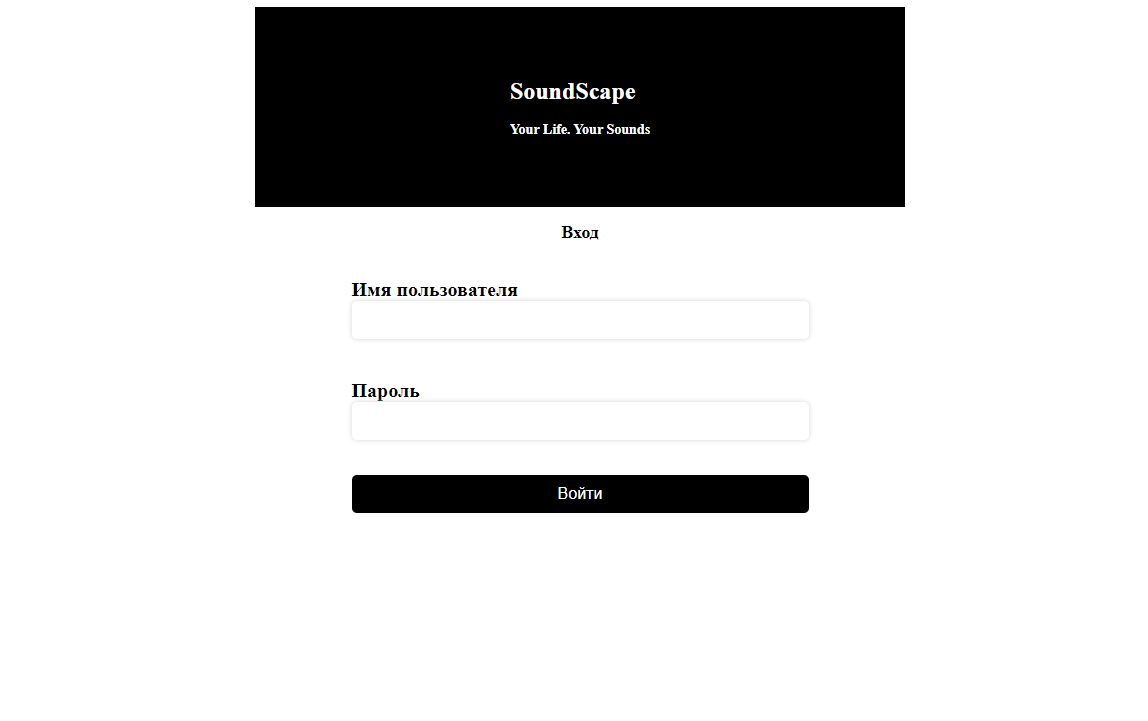 SoundScape
Your Life. Your Sounds
Вход
Имя пользователя
Пароль
Войти